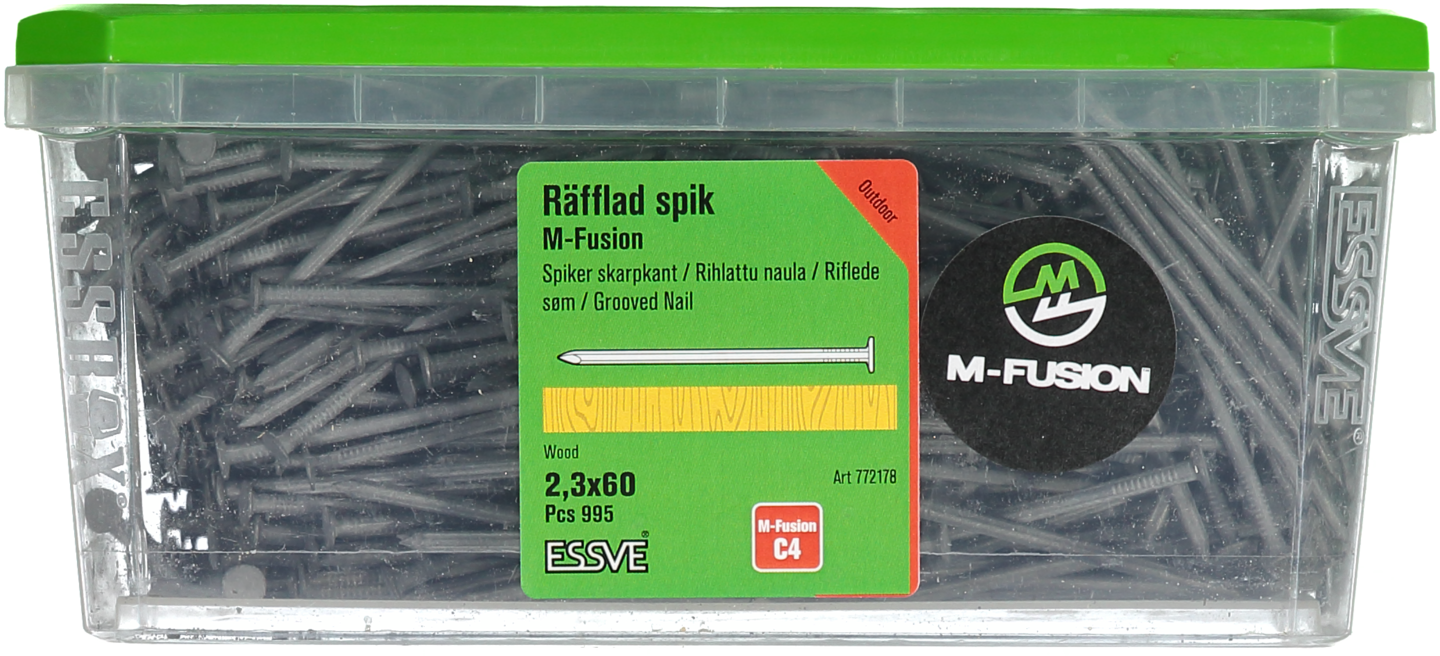 Räfflad spik
M-Fusion
Spiker skarpkant / Rihlattu naula / Riflede
søm / Grooved Nail
Outdoor
Wood
2,3x60
Pcs 995
Art 772178
ESSVE®
M-Fusion
C4
M-FUSION
ESSBOX
ESSVE®